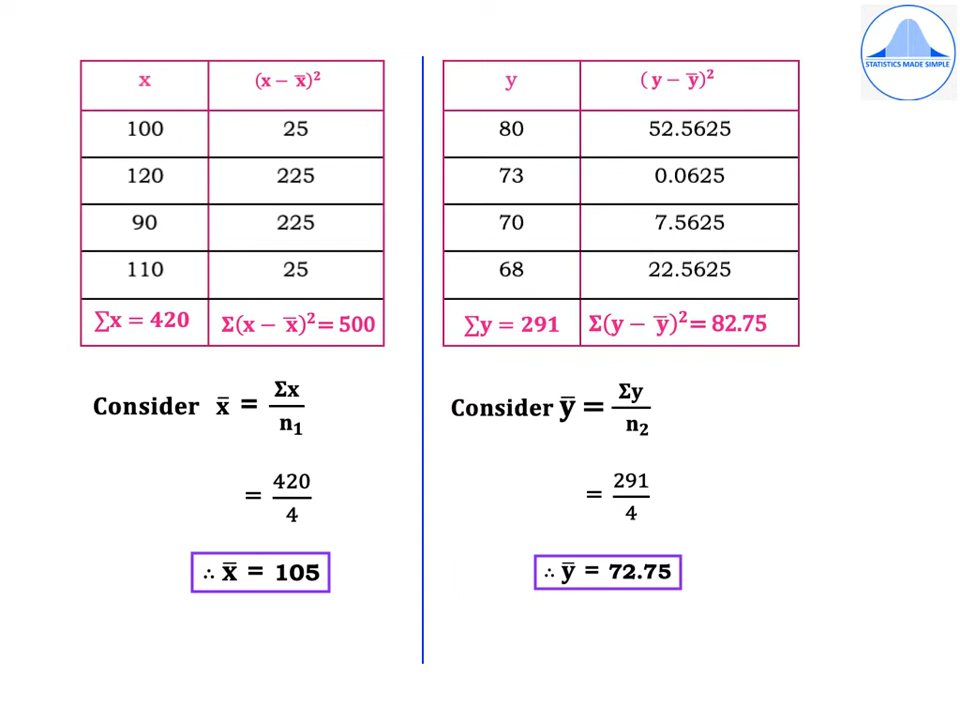 STATISTICS MADE SIMPLE
x (x − x̅)²
100 25
120 225
90 225
110 25
∑x = 420 Σ(x − x̅)² = 500
Consider x̅ = Σx / n₁
= 420 / 4
∴ x̅ = 105
y (y − y̅)²
80 52.5625
73 0.0625
70 7.5625
68 22.5625
∑y = 291 Σ(y − y̅)² = 82.75
Consider y̅ = Σy / n₂
= 291 / 4
∴ y̅ = 72.75